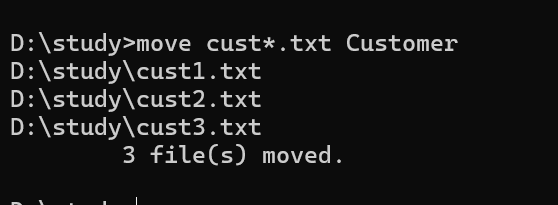 D:\study>move cust*.txt Customer
D:\study\cust1.txt
D:\study\cust2.txt
D:\study\cust3.txt
        3 file(s) moved.